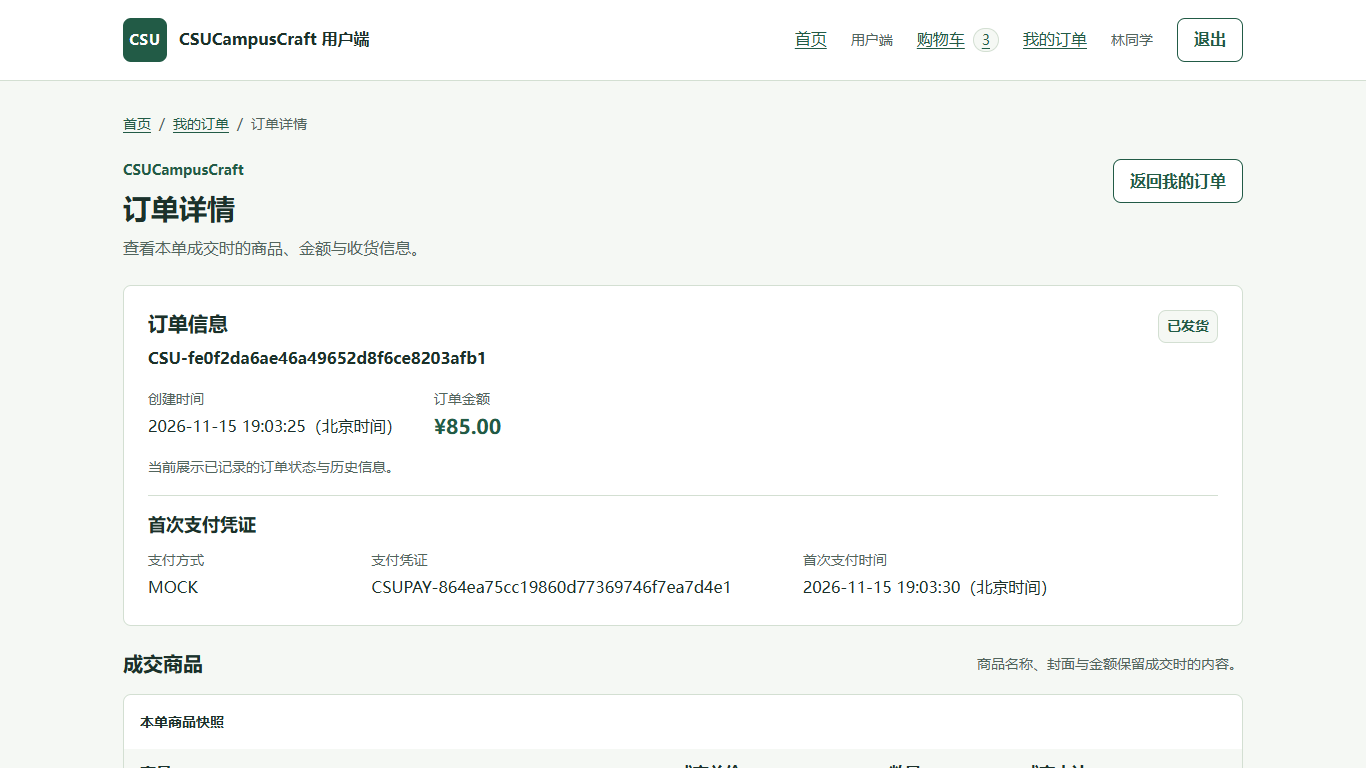 CSU CSUCampusCraft 用户端 首页 用户端 购物车 3 我的订单 林同学 退出
首页 / 我的订单 / 订单详情
CSUCampusCraft
返回我的订单
订单详情
查看本单成交时的商品、金额与收货信息。
订单信息 已发货
CSU-fe0f2da6ae46a49652d8f6ce8203afb1
创建时间 订单金额
2026-11-15 19:03:25（北京时间） ¥85.00
当前展示已记录的订单状态与历史信息。
首次支付凭证
支付方式 支付凭证 首次支付时间
MOCK CSUPAY-864ea75cc19860d77369746f7ea7d4e1 2026-11-15 19:03:30（北京时间）
成交商品 商品名称、封面与金额保留成交时的内容。
本单商品快照